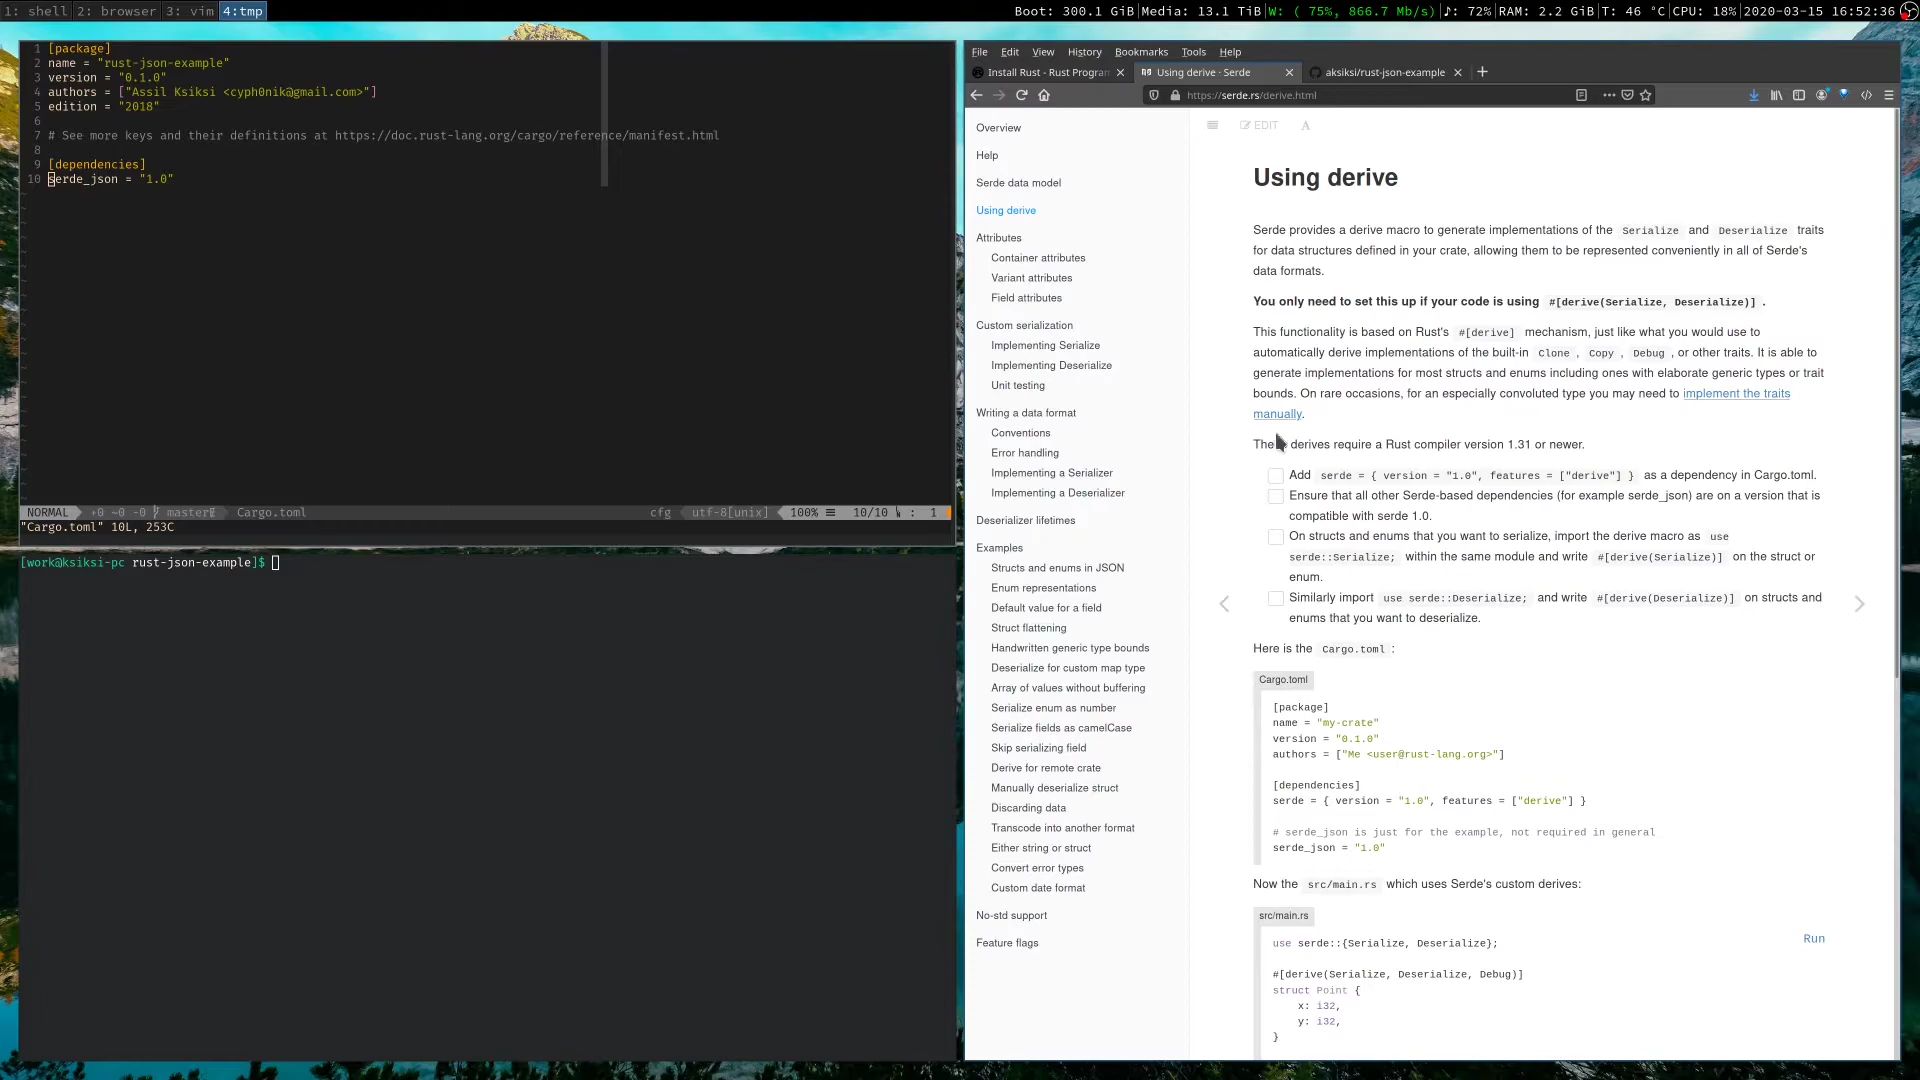 1: shell 2: browser 3: vim 4:tmp
Boot: 300.1 GiB|Media: 13.1 TiB|W: ( 75%, 866.7 Mb/s)|♪: 72%|RAM: 2.2 GiB|T: 46 °C|CPU: 18%|2020-03-15 16:52:36
1 [package]
2 name = "rust-json-example"
3 version = "0.1.0"
4 authors = ["Assil Ksiksi <cyph0nik@gmail.com>"]
5 edition = "2018"
6
7 # See more keys and their definitions at https://doc.rust-lang.org/cargo/reference/manifest.html
8
9 [dependencies]
10 serde_json = "1.0"
NORMAL +0 ~0 -0 master Cargo.toml cfg utf-8[unix] 100% ≡ 10/10 : 1
"Cargo.toml" 10L, 253C
[work@ksiksi-pc rust-json-example]$
File Edit View History Bookmarks Tools Help
Install Rust - Rust Program
Using derive · Serde
aksiksi/rust-json-example
https://serde.rs/derive.html
Overview
Help
Serde data model
Using derive
Attributes
Container attributes
Variant attributes
Field attributes
Custom serialization
Implementing Serialize
Implementing Deserialize
Unit testing
Writing a data format
Conventions
Error handling
Implementing a Serializer
Implementing a Deserializer
Deserializer lifetimes
Examples
Structs and enums in JSON
Enum representations
Default value for a field
Struct flattening
Handwritten generic type bounds
Deserialize for custom map type
Array of values without buffering
Serialize enum as number
Serialize fields as camelCase
Skip serializing field
Derive for remote crate
Manually deserialize struct
Discarding data
Transcode into another format
Either string or struct
Convert error types
Custom date format
No-std support
Feature flags
EDIT A
Using derive
Serde provides a derive macro to generate implementations of the Serialize and Deserialize traits
for data structures defined in your crate, allowing them to be represented conveniently in all of Serde's
data formats.
You only need to set this up if your code is using #[derive(Serialize, Deserialize)] .
This functionality is based on Rust's #[derive] mechanism, just like what you would use to
automatically derive implementations of the built-in Clone , Copy , Debug , or other traits. It is able to
generate implementations for most structs and enums including ones with elaborate generic types or trait
bounds. On rare occasions, for an especially convoluted type you may need to implement the traits
manually.
The derives require a Rust compiler version 1.31 or newer.
Add serde = { version = "1.0", features = ["derive"] } as a dependency in Cargo.toml.
Ensure that all other Serde-based dependencies (for example serde_json) are on a version that is
compatible with serde 1.0.
On structs and enums that you want to serialize, import the derive macro as use
serde::Serialize; within the same module and write #[derive(Serialize)] on the struct or
enum.
Similarly import use serde::Deserialize; and write #[derive(Deserialize)] on structs and
enums that you want to deserialize.
Here is the Cargo.toml :
Cargo.toml
[package]
name = "my-crate"
version = "0.1.0"
authors = ["Me <user@rust-lang.org>"]
[dependencies]
serde = { version = "1.0", features = ["derive"] }
# serde_json is just for the example, not required in general
serde_json = "1.0"
Now the src/main.rs which uses Serde's custom derives:
src/main.rs
Run
use serde::{Serialize, Deserialize};
#[derive(Serialize, Deserialize, Debug)]
struct Point {
x: i32,
y: i32,
}